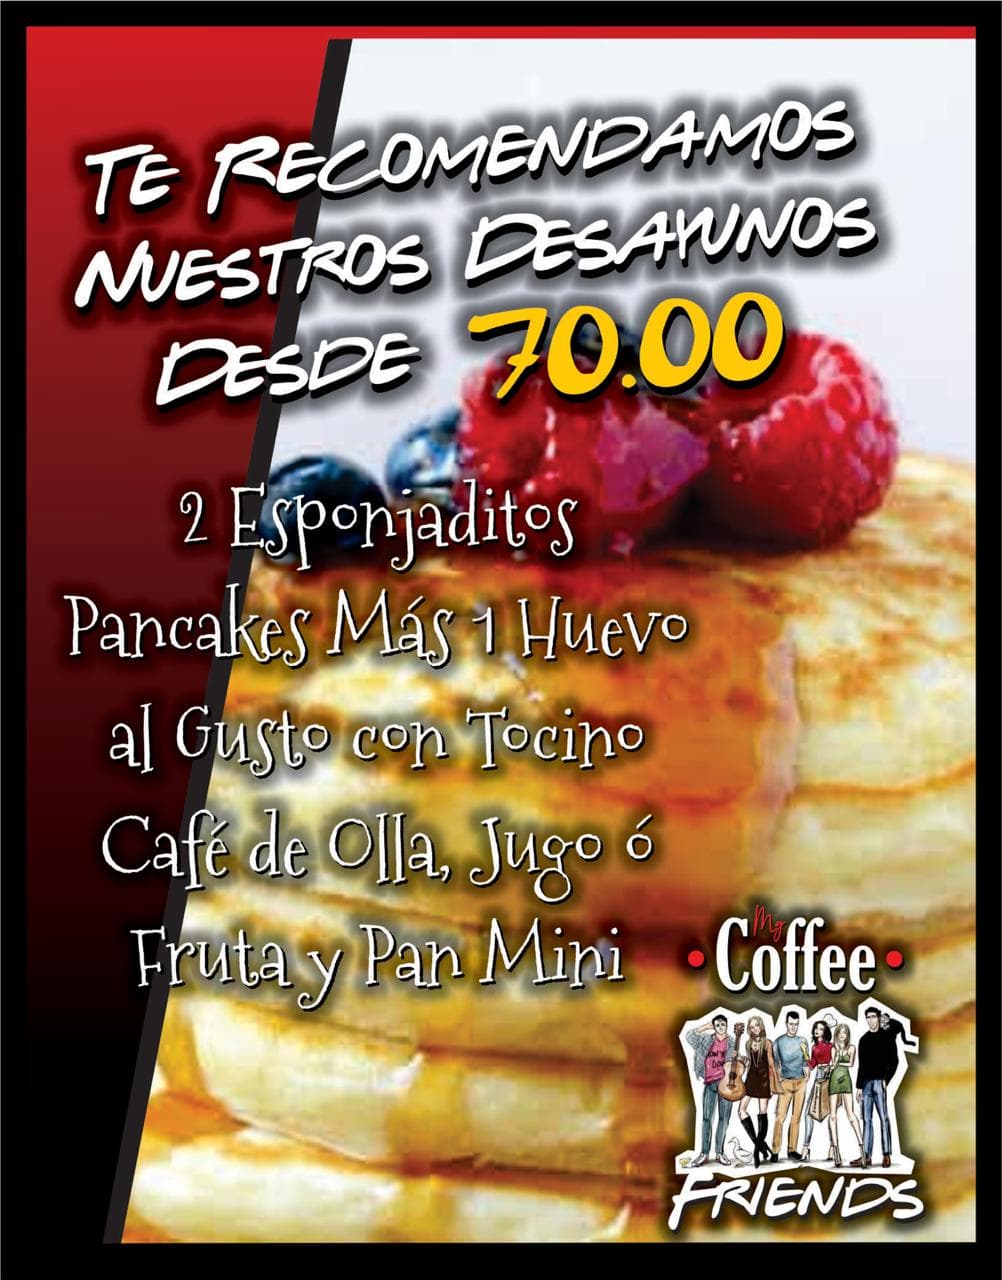 Te Recomendamos
Nuestros Desayunos
Desde 70.00
2 Esponjaditos
Pancakes Más 1 Huevo
al Gusto con Tocino
Café de Olla, Jugo ó
Fruta y Pan Mini
My
• Coffee •
Friends